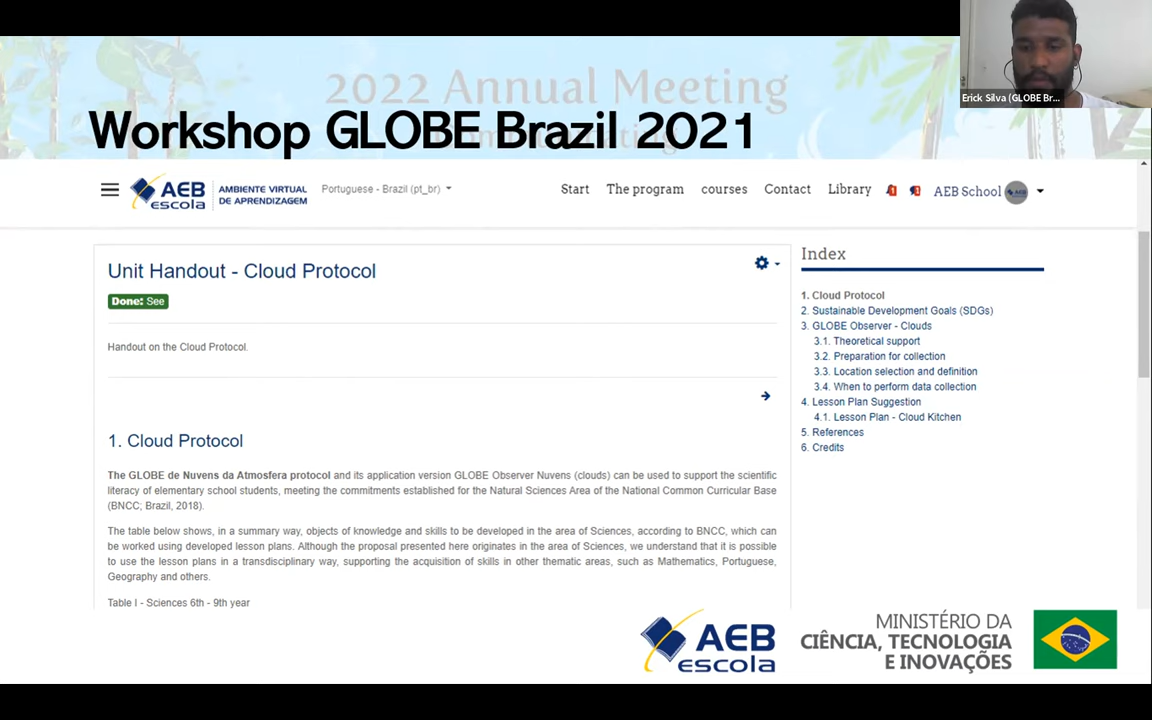 2022 Annual Meeting
Workshop GLOBE Brazil 2021
Erick Silva (GLOBE Br...
AEB
escola
AMBIENTE VIRTUAL
DE APRENDIZAGEM
Portuguese - Brazil (pt_br)
Start The program courses Contact Library AEB School
Unit Handout - Cloud Protocol
Done: See
Handout on the Cloud Protocol.
1. Cloud Protocol
The GLOBE de Nuvens da Atmosfera protocol and its application version GLOBE Observer Nuvens (clouds) can be used to support the scientific
literacy of elementary school students, meeting the commitments established for the Natural Sciences Area of the National Common Curricular Base
(BNCC; Brazil, 2018).
The table below shows, in a summary way, objects of knowledge and skills to be developed in the area of Sciences, according to BNCC, which can
be worked using developed lesson plans. Although the proposal presented here originates in the area of Sciences, we understand that it is possible
to use the lesson plans in a transdisciplinary way, supporting the acquisition of skills in other thematic areas, such as Mathematics, Portuguese,
Geography and others.
Table I - Sciences 6th - 9th year
Index
1. Cloud Protocol
2. Sustainable Development Goals (SDGs)
3. GLOBE Observer - Clouds
3.1. Theoretical support
3.2. Preparation for collection
3.3. Location selection and definition
3.4. When to perform data collection
4. Lesson Plan Suggestion
4.1. Lesson Plan - Cloud Kitchen
5. References
6. Credits
AEB
escola
MINISTÉRIO DA
CIÊNCIA, TECNOLOGIA
E INOVAÇÕES